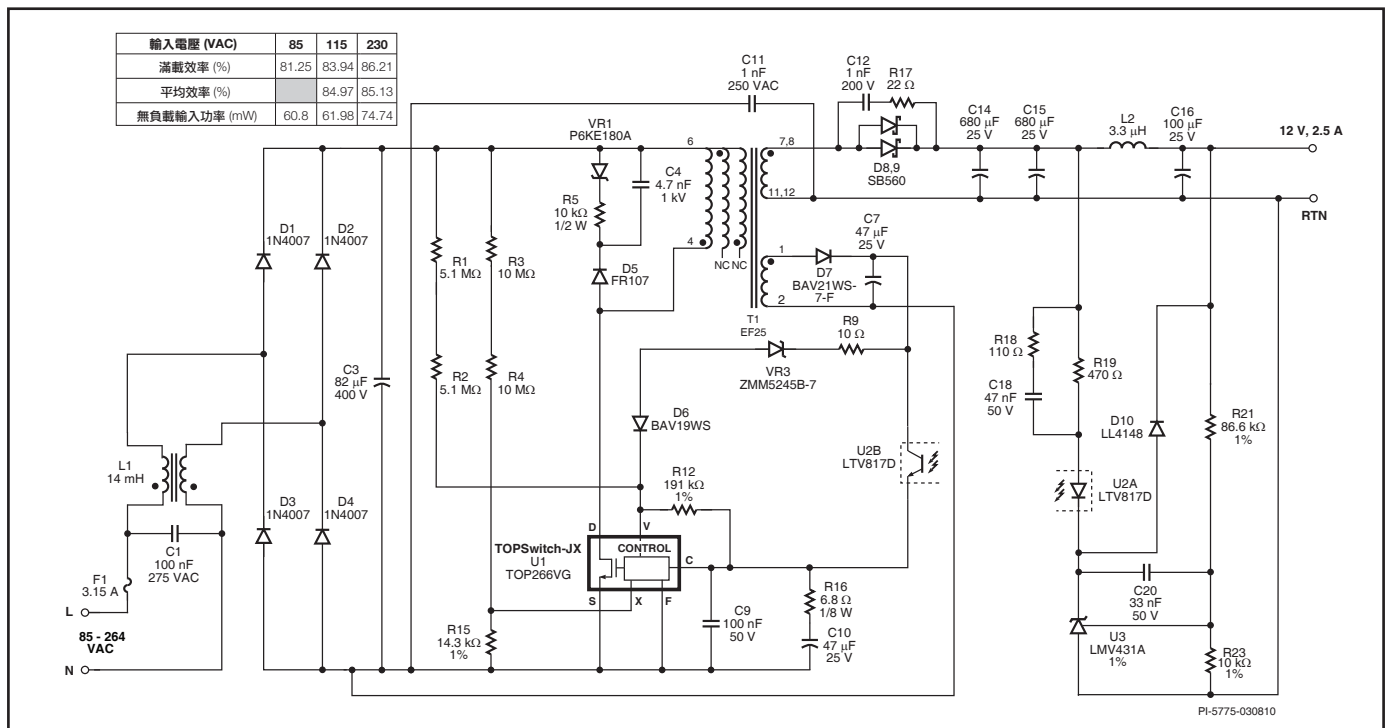 輸入電壓 (VAC) 85 115 230
滿載效率 (%) 81.25 83.94 86.21
平均效率 (%) 84.97 85.13
無負載輸入功率 (mW) 60.8 61.98 74.74
C11
1 nF
250 VAC
C12
1 nF
200 V
R17
22 Ω
C14
680 μF
25 V
C15
680 μF
25 V
L2
3.3 μH
C16
100 μF
25 V
12 V, 2.5 A
RTN
VR1
P6KE180A
C4
4.7 nF
1 kV
R5
10 kΩ
1/2 W
D5
FR107
6
4
NC NC
7,8
11,12
1
2
T1
EF25
D8,9
SB560
C7
47 μF
25 V
D7
BAV21WS-
7-F
D1
1N4007
D2
1N4007
R1
5.1 MΩ
R3
10 MΩ
R2
5.1 MΩ
R4
10 MΩ
C3
82 μF
400 V
VR3
ZMM5245B-7
R9
10 Ω
D6
BAV19WS
R12
191 kΩ
1%
U2B
LTV817D
R18
110 Ω
C18
47 nF
50 V
R19
470 Ω
D10
LL4148
R21
86.6 kΩ
1%
U2A
LTV817D
L1
14 mH
D3
1N4007
D4
1N4007
C1
100 nF
275 VAC
F1
3.15 A
L
85 - 264
VAC
N
TOPSwitch-JX
U1
TOP266VG
D
V
CONTROL
C
S
X
F
R15
14.3 kΩ
1%
C9
100 nF
50 V
R16
6.8 Ω
1/8 W
C10
47 μF
25 V
C20
33 nF
50 V
U3
LMV431A
1%
R23
10 kΩ
1%
PI-5775-030810